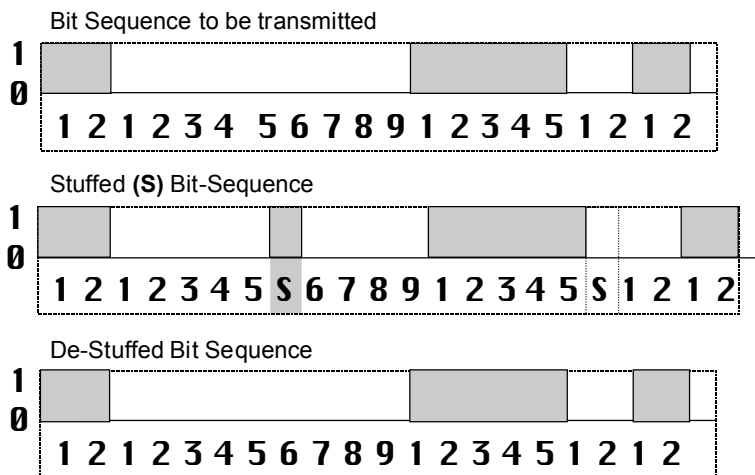 Bit Sequence to be transmitted
1
0
1 2 1 2 3 4 5 6 7 8 9 1 2 3 4 5 1 2 1 2
Stuffed (S) Bit-Sequence
1
0
1 2 1 2 3 4 5 S 6 7 8 9 1 2 3 4 5 S 1 2 1 2
De-Stuffed Bit Sequence
1
0
1 2 1 2 3 4 5 6 7 8 9 1 2 3 4 5 1 2 1 2